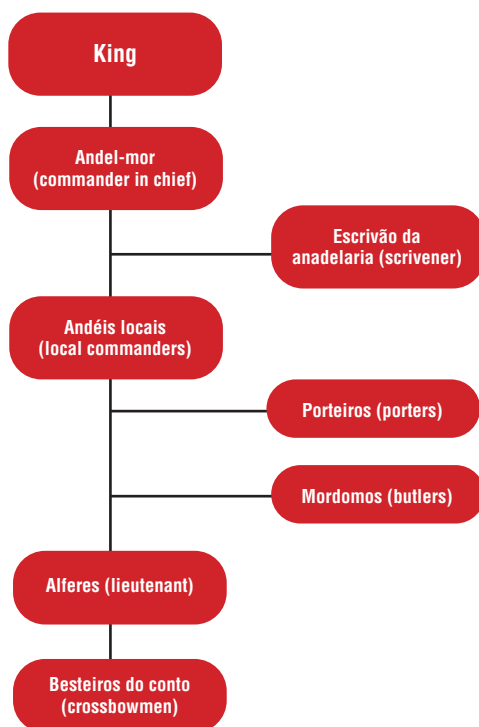 King
Andel-mor
(commander in chief)
Escrivão da
anadelaria (scrivener)
Andéis locais
(local commanders)
Porteiros (porters)
Mordomos (butlers)
Alferes (lieutenant)
Besteiros do conto
(crossbowmen)